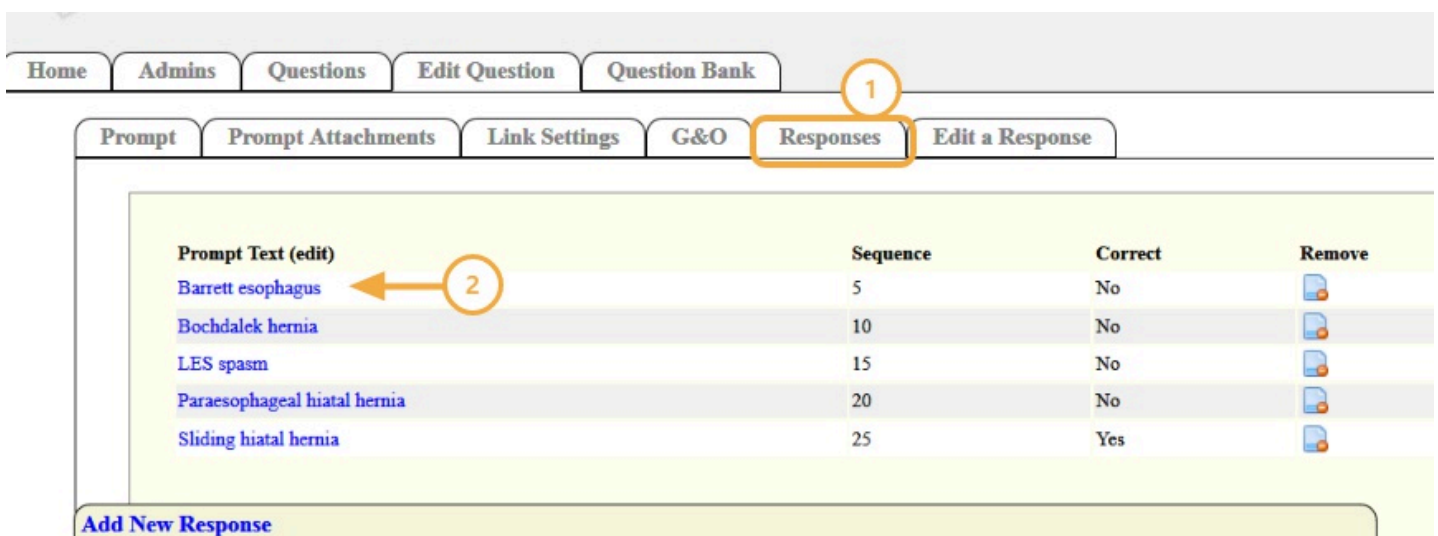 Home Admins Questions Edit Question Question Bank
1
Prompt Prompt Attachments Link Settings G&O Responses Edit a Response
Prompt Text (edit) Sequence Correct Remove
Barrett esophagus 2 5 No
Bochdalek hernia 10 No
LES spasm 15 No
Paraesophageal hiatal hernia 20 No
Sliding hiatal hernia 25 Yes
Add New Response